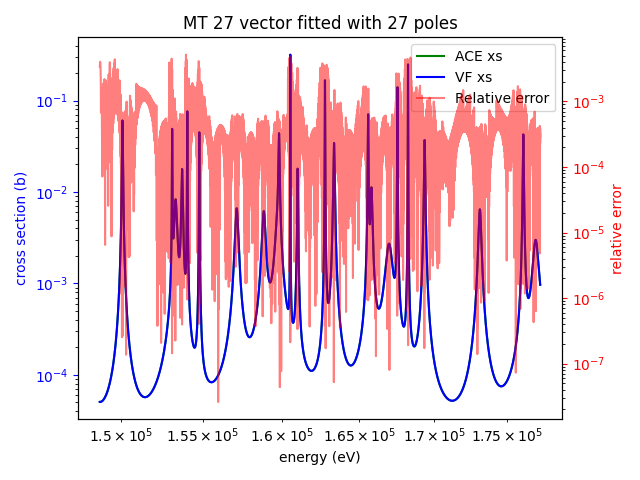 MT 27 vector fitted with 27 poles
ACE xs
VF xs
Relative error
10⁻¹
10⁻²
10⁻³
10⁻⁴
cross section (b)
10⁻³
10⁻⁴
10⁻⁵
10⁻⁶
10⁻⁷
relative error
1.5 × 10⁵ 1.55 × 10⁵ 1.6 × 10⁵ 1.65 × 10⁵ 1.7 × 10⁵ 1.75 × 10⁵
energy (eV)